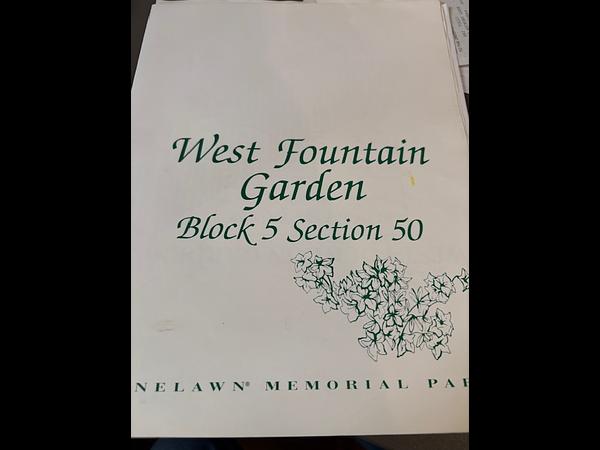 West Fountain
Garden
Block 5 Section 50
NELAWN® MEMORIAL PAR